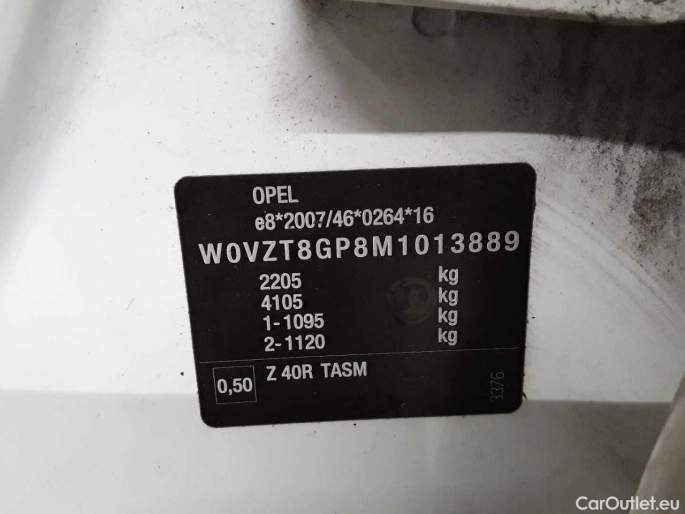 OPEL
e8*2007/46*0264*16
W0VZT8GP8M1013889
2205 kg
4105 kg
1-1095 kg
2-1120 kg
0,50 Z 40R TASM
3376
CarOutlet.eu